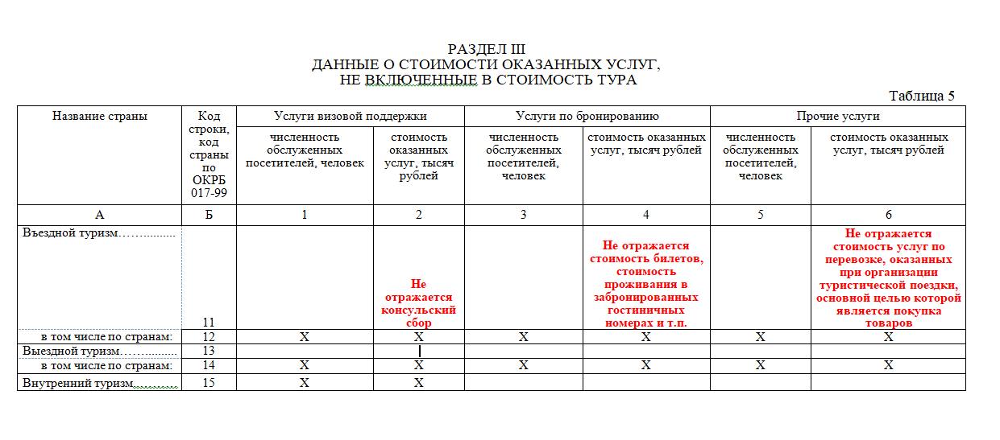 РАЗДЕЛ III
ДАННЫЕ О СТОИМОСТИ ОКАЗАННЫХ УСЛУГ,
НЕ ВКЛЮЧЕННЫЕ В СТОИМОСТЬ ТУРА
Таблица 5
Название страны
Код
строки,
код
страны
по
ОКРБ
017-99
Услуги визовой поддержки
Услуги по бронированию
Прочие услуги
численность
обслуженных
посетителей, человек
стоимость
оказанных
услуг, тысяч
рублей
численность
обслуженных
посетителей,
человек
стоимость оказанных
услуг, тысяч рублей
численность
обслуженных
посетителей,
человек
стоимость оказанных
услуг, тысяч рублей
А Б 1 2 3 4 5 6
Въездной туризм……..........
11
Не
отражается
консульский
сбор
Не отражается
стоимость билетов,
стоимость
проживания в
забронированных
гостиничных
номерах и т.п.
Не отражается
стоимость услуг по
перевозке, оказанных
при организации
туристической поездки,
основной целью которой
является покупка
товаров
в том числе по странам: 12 Х Х Х Х Х Х
Выездной туризм……..........  13
в том числе по странам: 14 Х Х Х Х Х Х
Внутренний туризм............ 15 Х Х